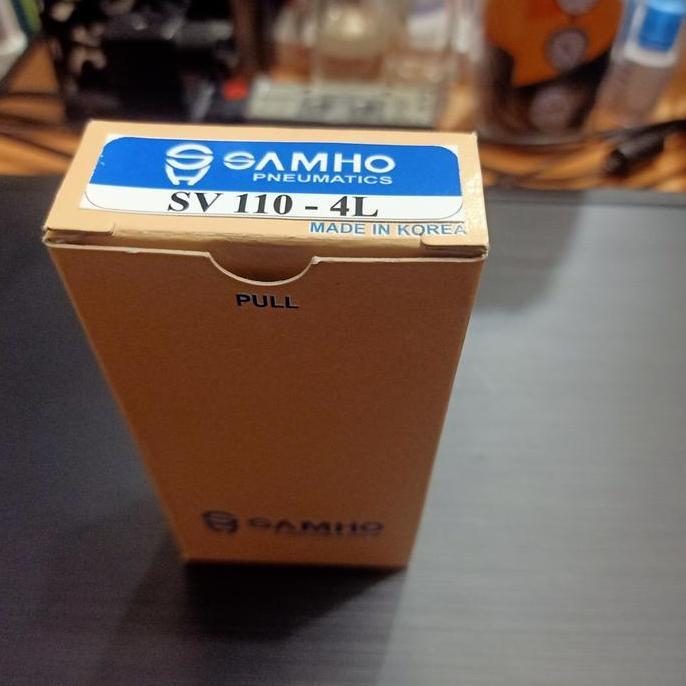 SAMHO
PNEUMATICS
SV 110 - 4L
MADE IN KOREA
PULL
SAMHO